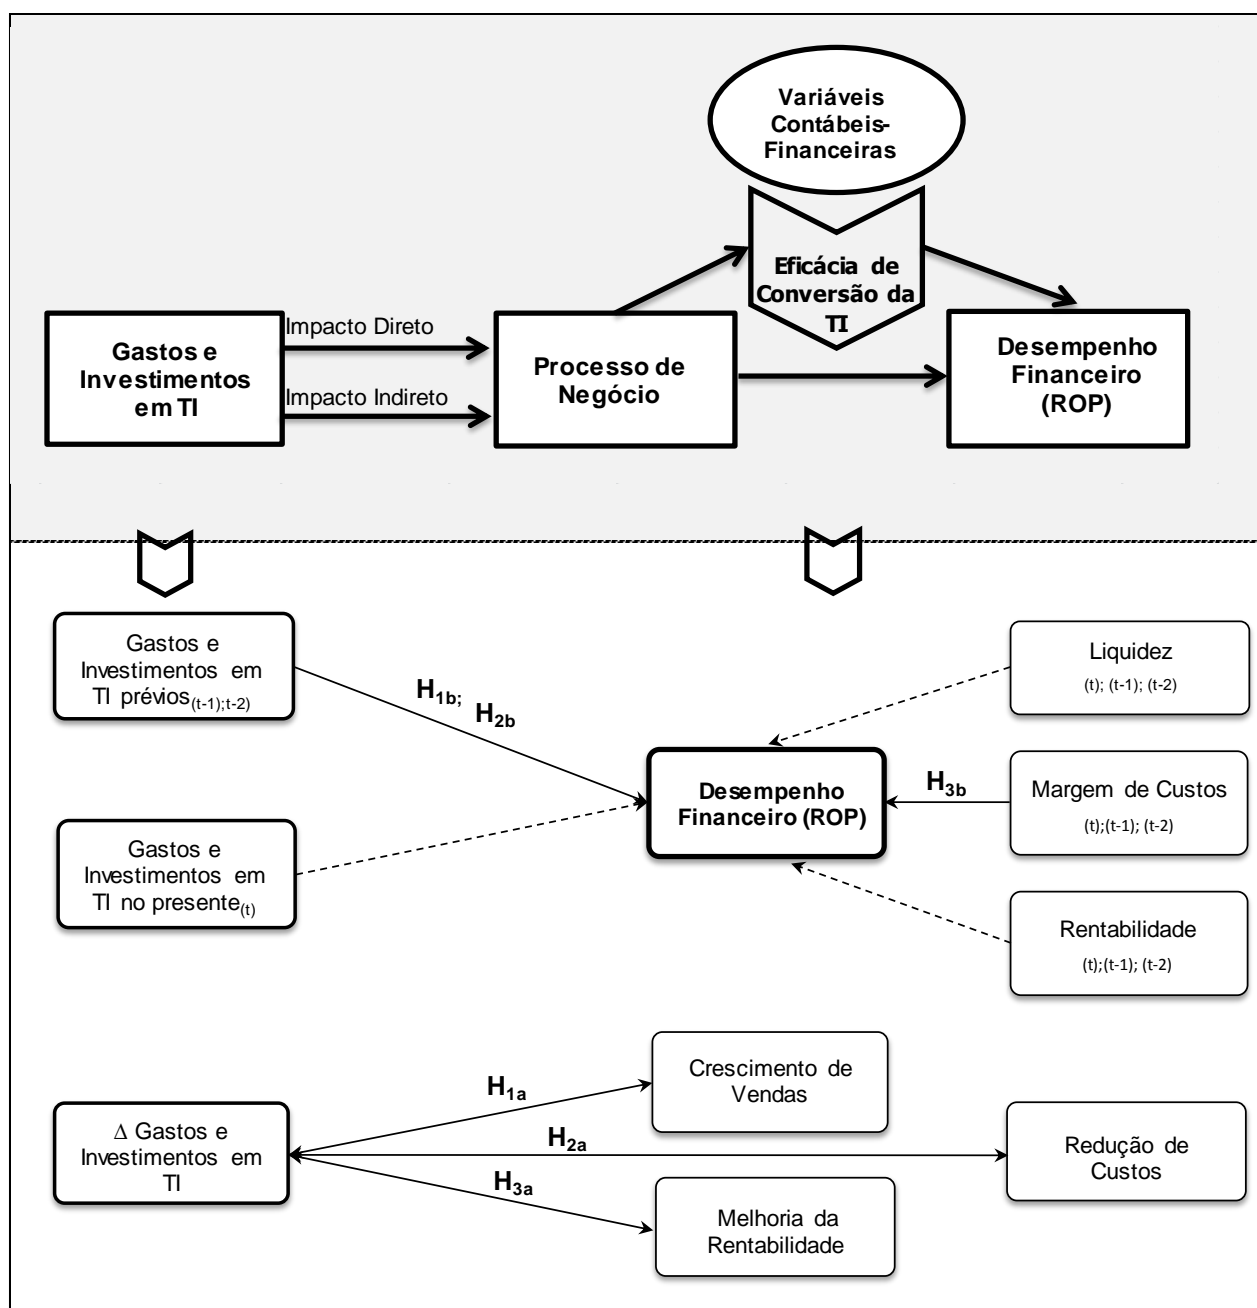 Variáveis
Contábeis-
Financeiras
Eficácia de
Conversão da
TI
Gastos e
Investimentos
em TI
Impacto Direto
Impacto Indireto
Processo de
Negócio
Desempenho
Financeiro
(ROP)
Gastos e
Investimentos em
TI prévios(t-1);t-2)
H1b;
H2b
Liquidez
(t); (t-1); (t-2)
Desempenho
Financeiro (ROP)
H3b
Margem de Custos
(t);(t-1); (t-2)
Gastos e
Investimentos em
TI no presente(t)
Rentabilidade
(t);(t-1); (t-2)
Δ Gastos e
Investimentos em
TI
H1a
H2a
H3a
Crescimento de
Vendas
Redução de
Custos
Melhoria da
Rentabilidade